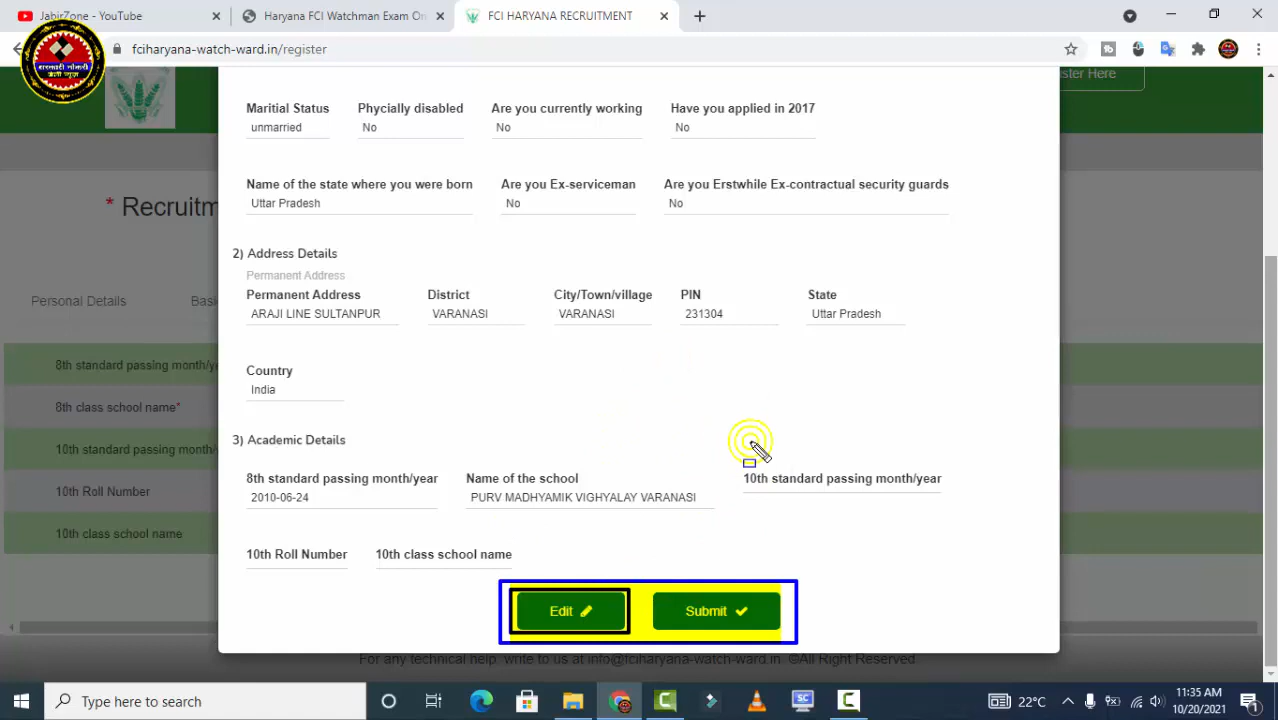 JabirZone - YouTube
Haryana FCI Watchman Exam On
FCI HARYANA RECRUITMENT
fciharyana-watch-ward.in/register
सरकारी नौकरी
ster Here
Maritial Status
Phycially disabled
Are you currently working
Have you applied in 2017
unmarried
No
No
No
Name of the state where you were born
Are you Ex-serviceman
Are you Erstwhile Ex-contractual security guards
Uttar Pradesh
No
No
* Recruitm
2) Address Details
Permanent Address
Permanent Address
District
City/Town/village
PIN
State
ARAJI LINE SULTANPUR
VARANASI
VARANASI
231304
Uttar Pradesh
Personal Details
Bas
Country
India
8th standard passing month/ye
8th class school name*
10th standard passing month/
10th Roll Number
10th class school name
3) Academic Details
8th standard passing month/year
Name of the school
10th standard passing month/year
2010-06-24
PURV MADHYAMIK VIGHYALAY VARANASI
10th Roll Number
10th class school name
Edit
Submit
For any technical help, write to us at info@fciharyana-watch-ward.in ©All Right Reserved
Type here to search
22°C
ENG
11:35 AM
10/20/2021